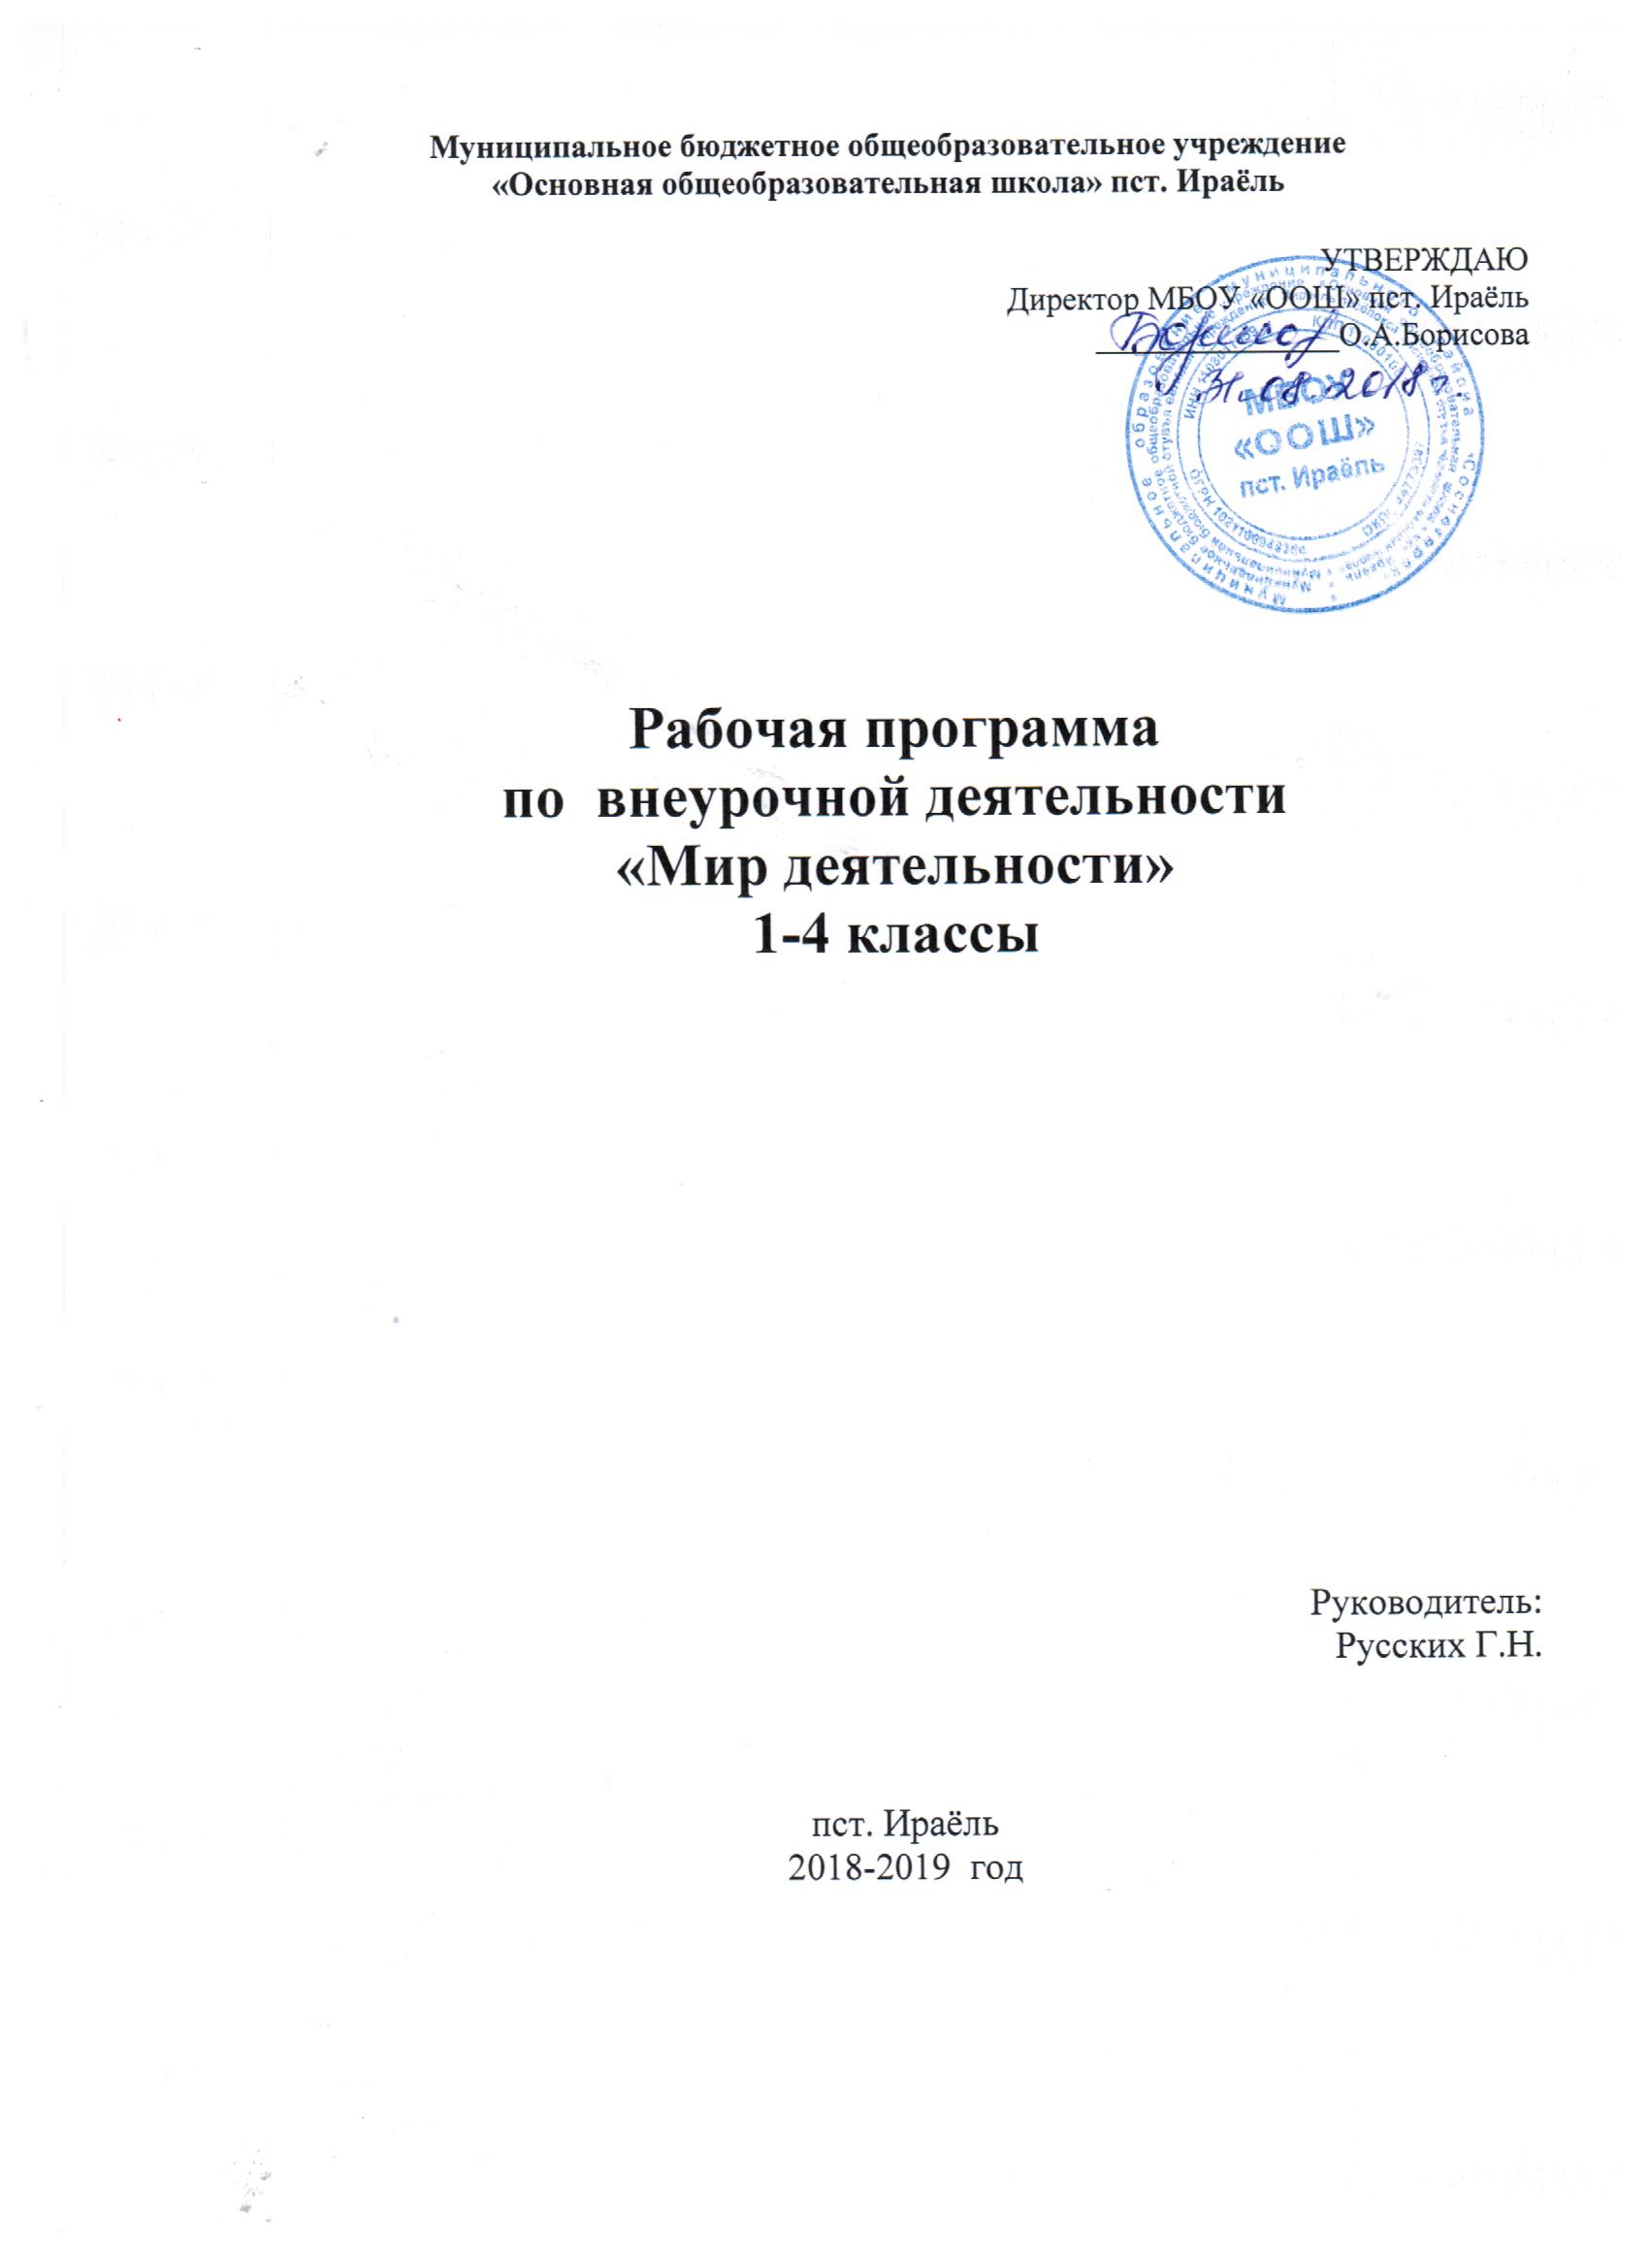 Муниципальное бюджетное общеобразовательное учреждение
«Основная общеобразовательная школа» пст. Ираёль
УТВЕРЖДАЮ
Директор МБОУ «ООШ» пст. Ираёль
О.А.Борисова
31.08.2018 г.
МБОУ
«ООШ»
пст. Ираёль
Рабочая программа
по внеурочной деятельности
«Мир деятельности»
1-4 классы
Руководитель:
Русских Г.Н.
пст. Ираёль
2018-2019 год